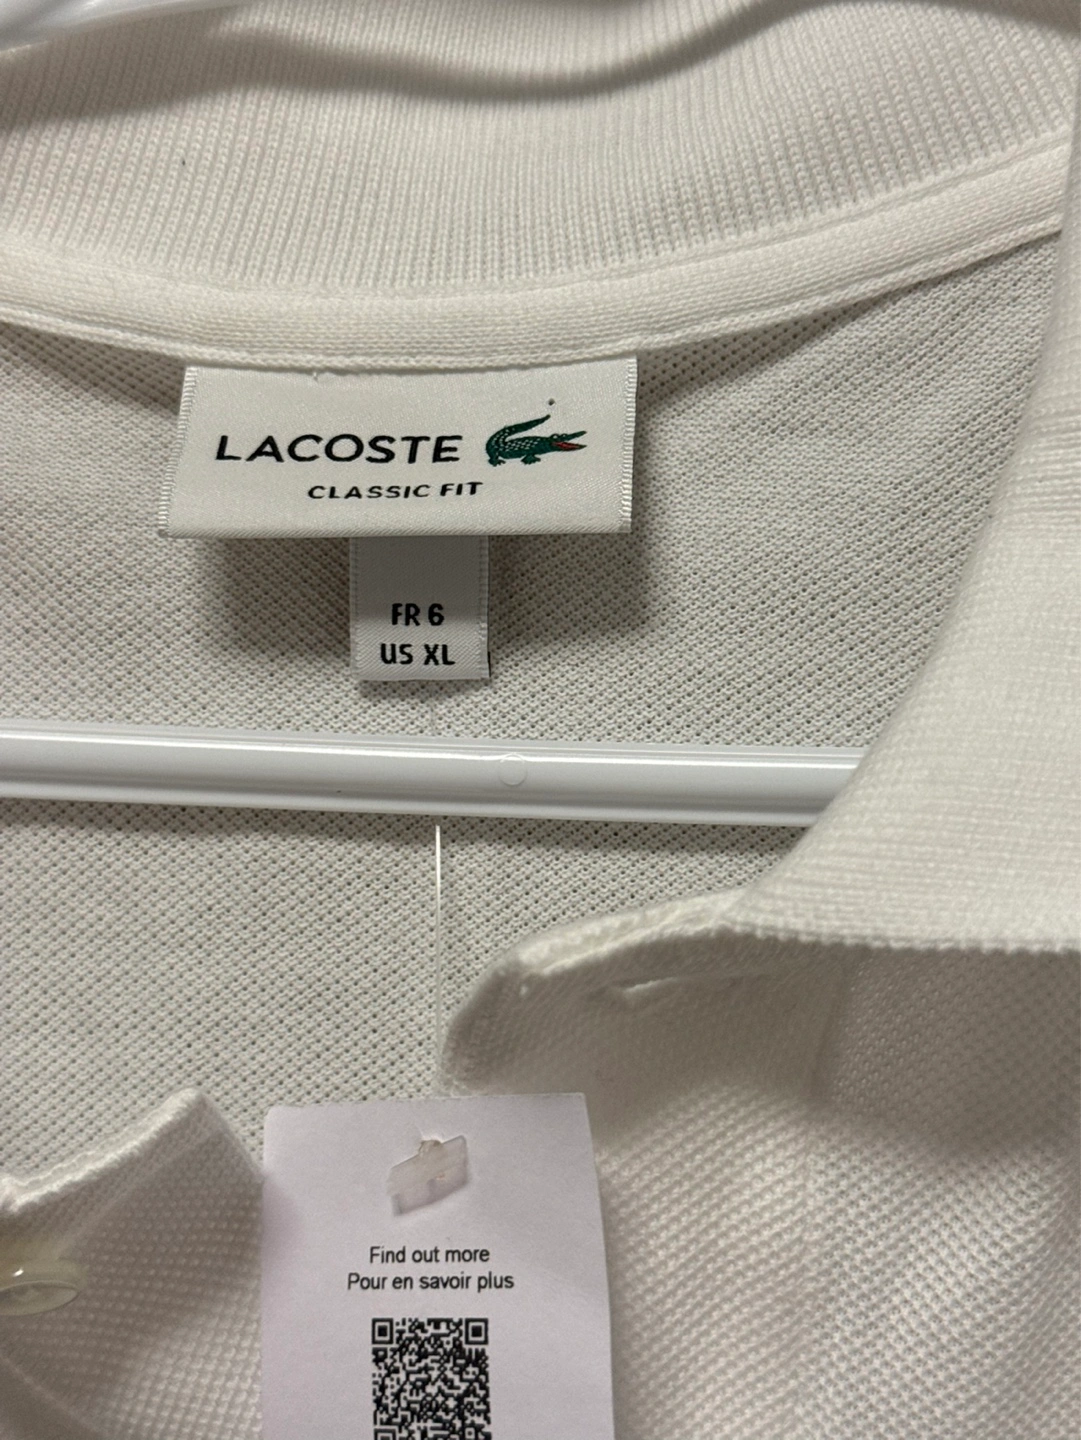 LACOSTE
CLASSIC FIT
FR 6
US XL
Find out more
Pour en savoir plus